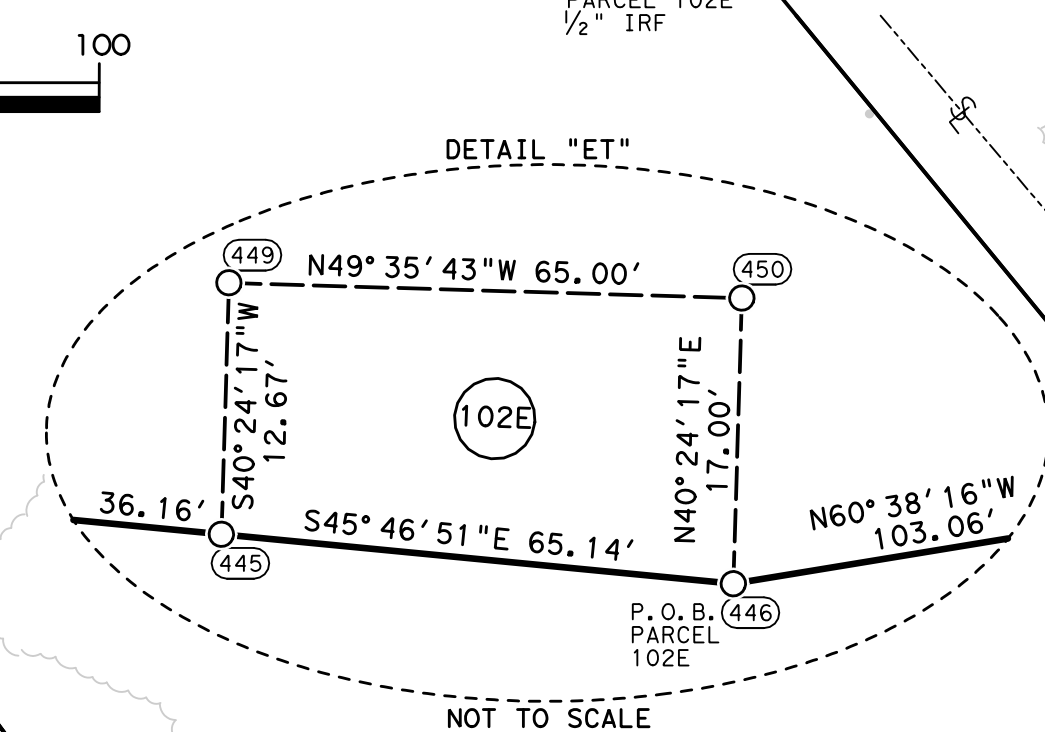 PARCEL 102E
1/2" IRF
100
DETAIL "ET"
449
N49°35'43"W 65.00'
450
S40°24'17"W
12.67'
102E
N40°24'17"E
17.00'
36.16'
S45°46'51"E 65.14'
N60°38'16"W
103.06'
445
P.O.B.
446
PARCEL
102E
NOT TO SCALE